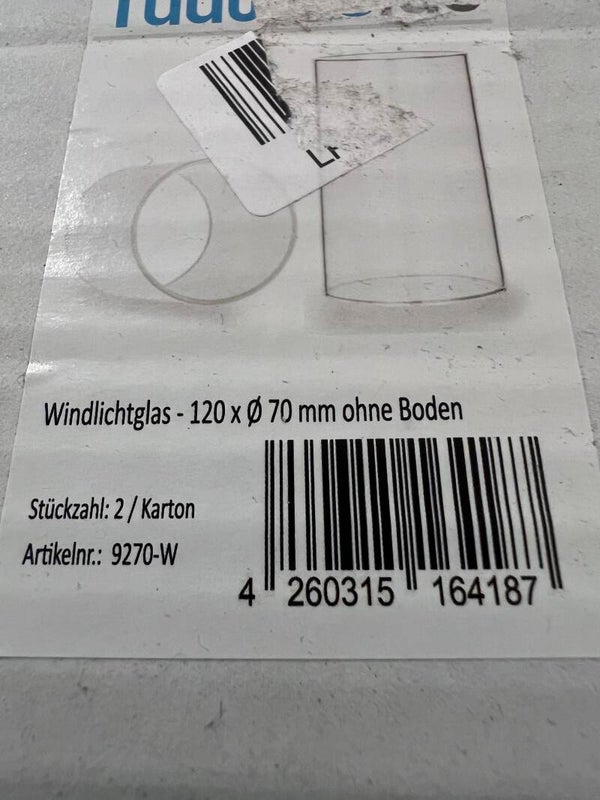 Windlichtglas - 120 x Ø 70 mm ohne Boden
Stückzahl: 2 / Karton
Artikelnr.: 9270-W
4 260315 164187